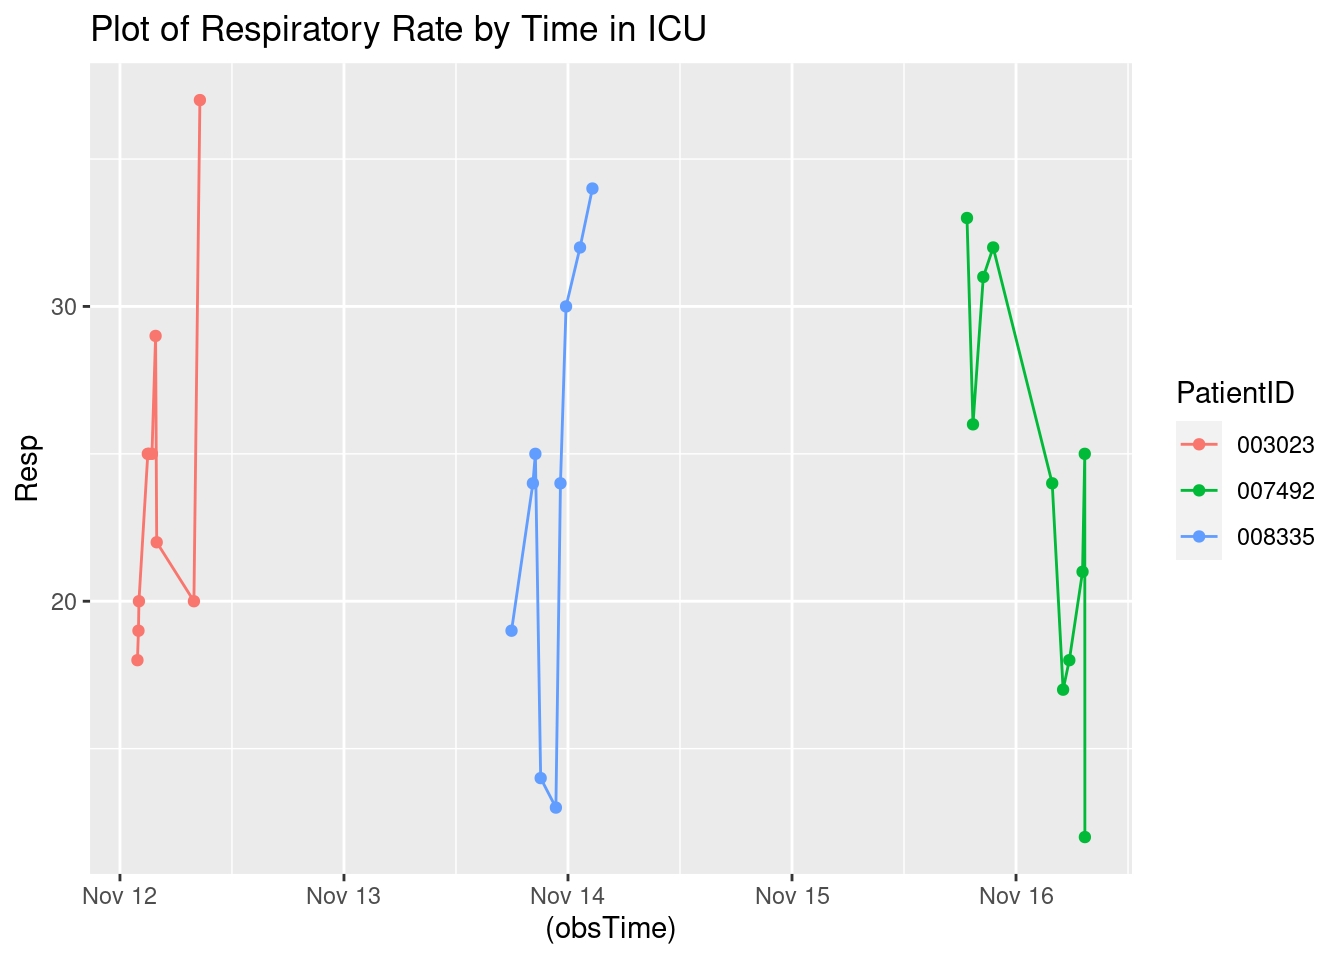 Plot of Respiratory Rate by Time in ICU
Resp
30
20
Nov 12
Nov 13
Nov 14
Nov 15
Nov 16
(obsTime)
PatientID
003023
007492
008335